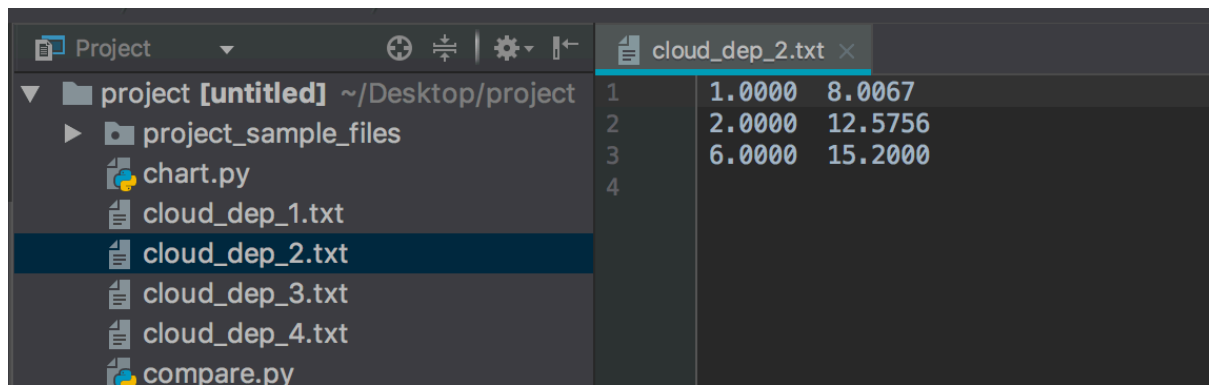 Project
project [untitled] ~/Desktop/project
project_sample_files
chart.py
cloud_dep_1.txt
cloud_dep_2.txt
cloud_dep_3.txt
cloud_dep_4.txt
compare.py
cloud_dep_2.txt
1 1.0000 8.0067
2 2.0000 12.5756
3 6.0000 15.2000
4